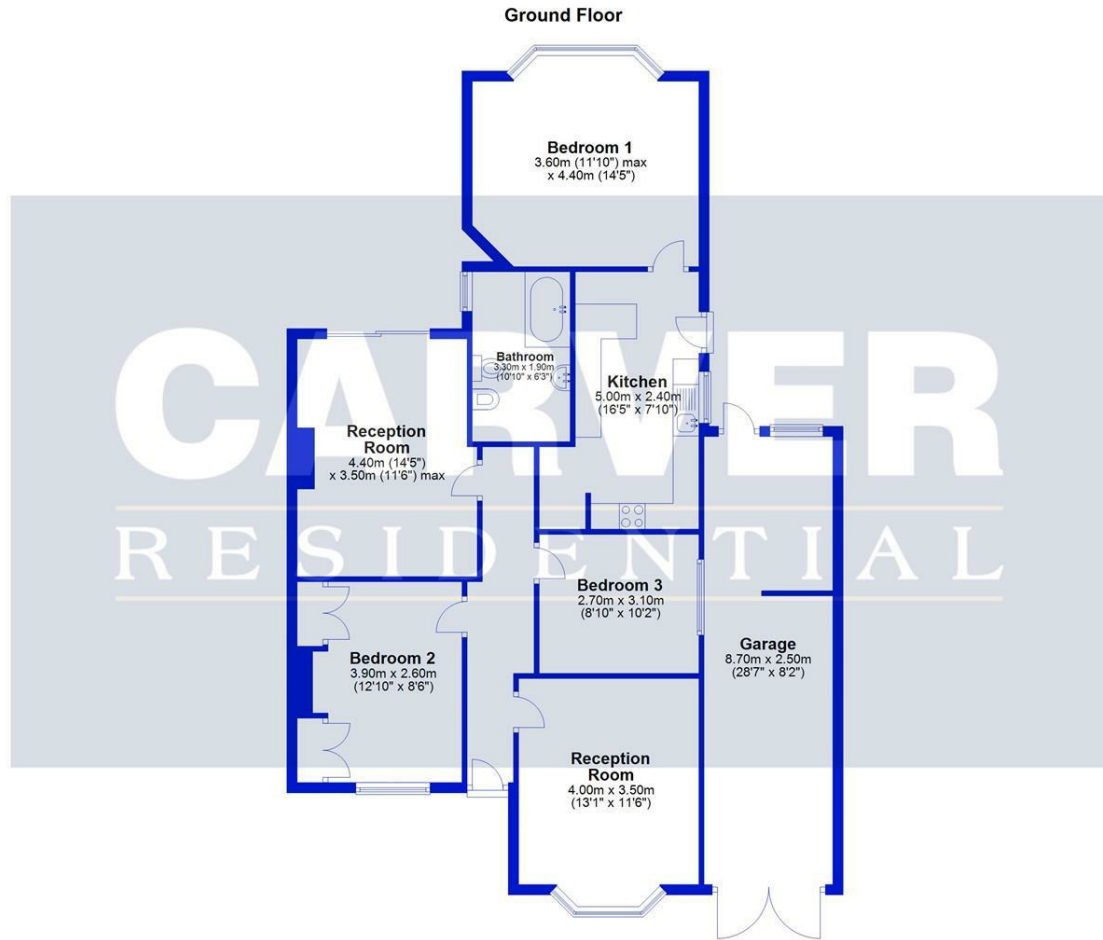 Ground Floor
Bedroom 1
3.60m (11'10") max
x 4.40m (14'5")
CARVER
RESIDENTIAL
Bathroom
3.30m x 1.90m
(10'10" x 6'3")
Kitchen
5.00m x 2.40m
(16'5" x 7'10")
Reception
Room
4.40m (14'5")
x 3.50m (11'6") max
Bedroom 3
2.70m x 3.10m
(8'10" x 10'2")
Garage
8.70m x 2.50m
(28'7" x 8'2")
Bedroom 2
3.90m x 2.60m
(12'10" x 8'6")
Reception
Room
4.00m x 3.50m
(13'1" x 11'6")